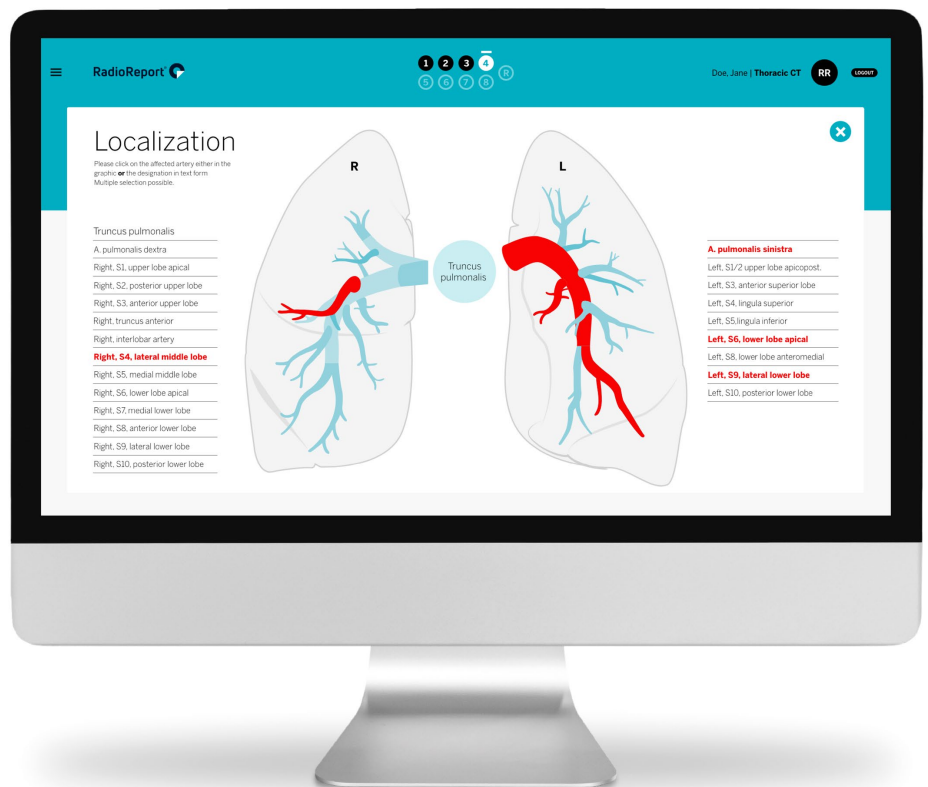 RadioReport®
1 2 3 4
5 6 7 8 R
Doe, Jane | Thoracic CT
RR
LOGOUT
Localization
Please click on the affected artery either in the
graphic or the designation in text form
Multiple selection possible.
R
L
Truncus
pulmonalis
Truncus pulmonalis
A. pulmonalis dextra
Right, S1, upper lobe apical
Right, S2, posterior upper lobe
Right, S3, anterior upper lobe
Right, truncus anterior
Right, interlobar artery
Right, S4, lateral middle lobe
Right, S5, medial middle lobe
Right, S6, lower lobe apical
Right, S7, medial lower lobe
Right, S8, anterior lower lobe
Right, S9, lateral lower lobe
Right, S10, posterior lower lobe
A. pulmonalis sinistra
Left, S1/2 upper lobe apicopost.
Left, S3, anterior superior lobe
Left, S4, lingula superior
Left, S5,lingula inferior
Left, S6, lower lobe apical
Left, S8, lower lobe anteromedial
Left, S9, lateral lower lobe
Left, S10, posterior lower lobe